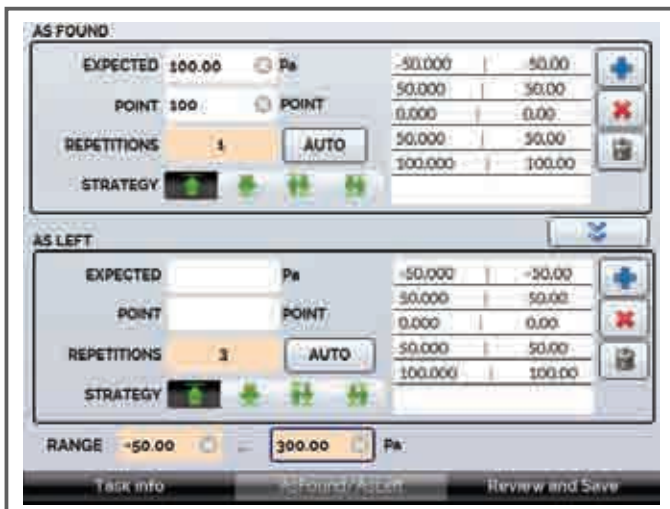 AS FOUND
EXPECTED 100.00 Pa
POINT 100 POINT
REPETITIONS 1 AUTO
STRATEGY
-50.000 | 50.00
50.000 | 50.00
0.000 | 0.00
50.000 | 50.00
100.000 | 100.00
AS LEFT
EXPECTED Pa
POINT POINT
REPETITIONS 3 AUTO
STRATEGY
-50.000 | -50.00
50.000 | 50.00
0.000 | 0.00
50.000 | 50.00
100.000 | 100.00
RANGE -50.00 ... 300.00 Pa
Task info AsFound/AsLeft Review and Save